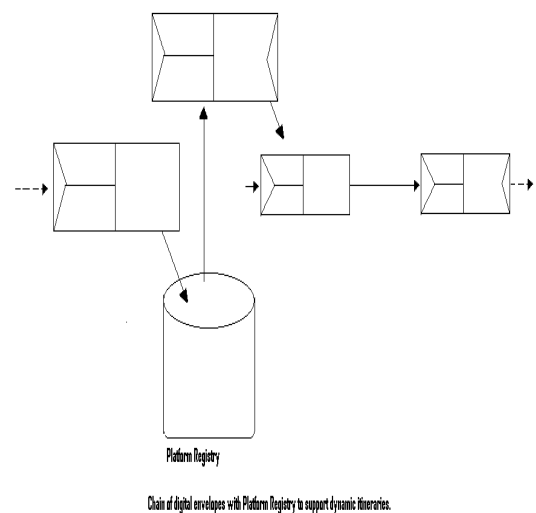 Platform Registry
Chain of digital envelopes with Platform Registry to support dynamic itineraries.